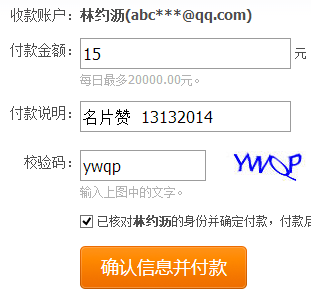 收款账户：林约沥(abc***@qq.com)
付款金额： 15 元
每日最多20000.00元。
付款说明： 名片赞 13132014
校验码： ywqp YWQP
输入上图中的文字。
已核对林约沥的身份并确定付款，付款后
确认信息并付款